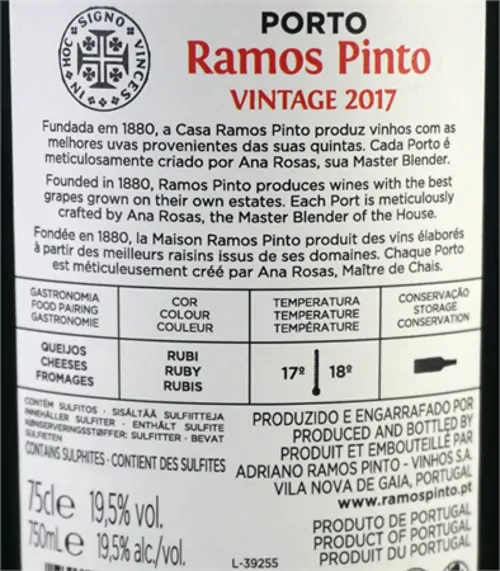 IN HOC SIGNO VINCES
PORTO
Ramos Pinto
VINTAGE 2017
Fundada em 1880, a Casa Ramos Pinto produz vinhos com as
melhores uvas provenientes das suas quintas. Cada Porto é
meticulosamente criado por Ana Rosas, sua Master Blender.
Founded in 1880, Ramos Pinto produces wines with the best
grapes grown on their own estates. Each Port is meticulously
crafted by Ana Rosas, the Master Blender of the House.
Fondée en 1880, la Maison Ramos Pinto produit des vins élaborés
à partir des meilleurs raisins issus de ses domaines. Chaque Porto
est méticuleusement créé par Ana Rosas, Maître de Chais.
GASTRONOMIA
FOOD PAIRING
GASTRONOMIE
COR
COLOUR
COULEUR
TEMPERATURA
TEMPERATURE
TEMPÉRATURE
CONSERVAÇÃO
STORAGE
CONSERVATION
QUEIJOS
CHEESES
FROMAGES
RUBI
RUBY
RUBIS
17º 18º
CONTÉM SULFITOS - SISÄLTÄÄ SULFIITTEJA
INNEHÅLLER SULFITER - ENTHÄLT SULFITE
KONSERVERINGSSTOFFER: SULFITTER - BEVAT
SULFIETEN
CONTAINS SULPHITES - CONTIENT DES SULFITES
75cl e 19,5% vol.
750mL e 19,5% alc./vol.
PRODUZIDO E ENGARRAFADO POR
PRODUCED AND BOTTLED BY
PRODUIT ET EMBOUTEILLÉ PAR
ADRIANO RAMOS PINTO - VINHOS S.A.
VILA NOVA DE GAIA, PORTUGAL
www.ramospinto.pt
PRODUTO DE PORTUGAL
PRODUCT OF PORTUGAL
PRODUIT DU PORTUGAL
L-39255